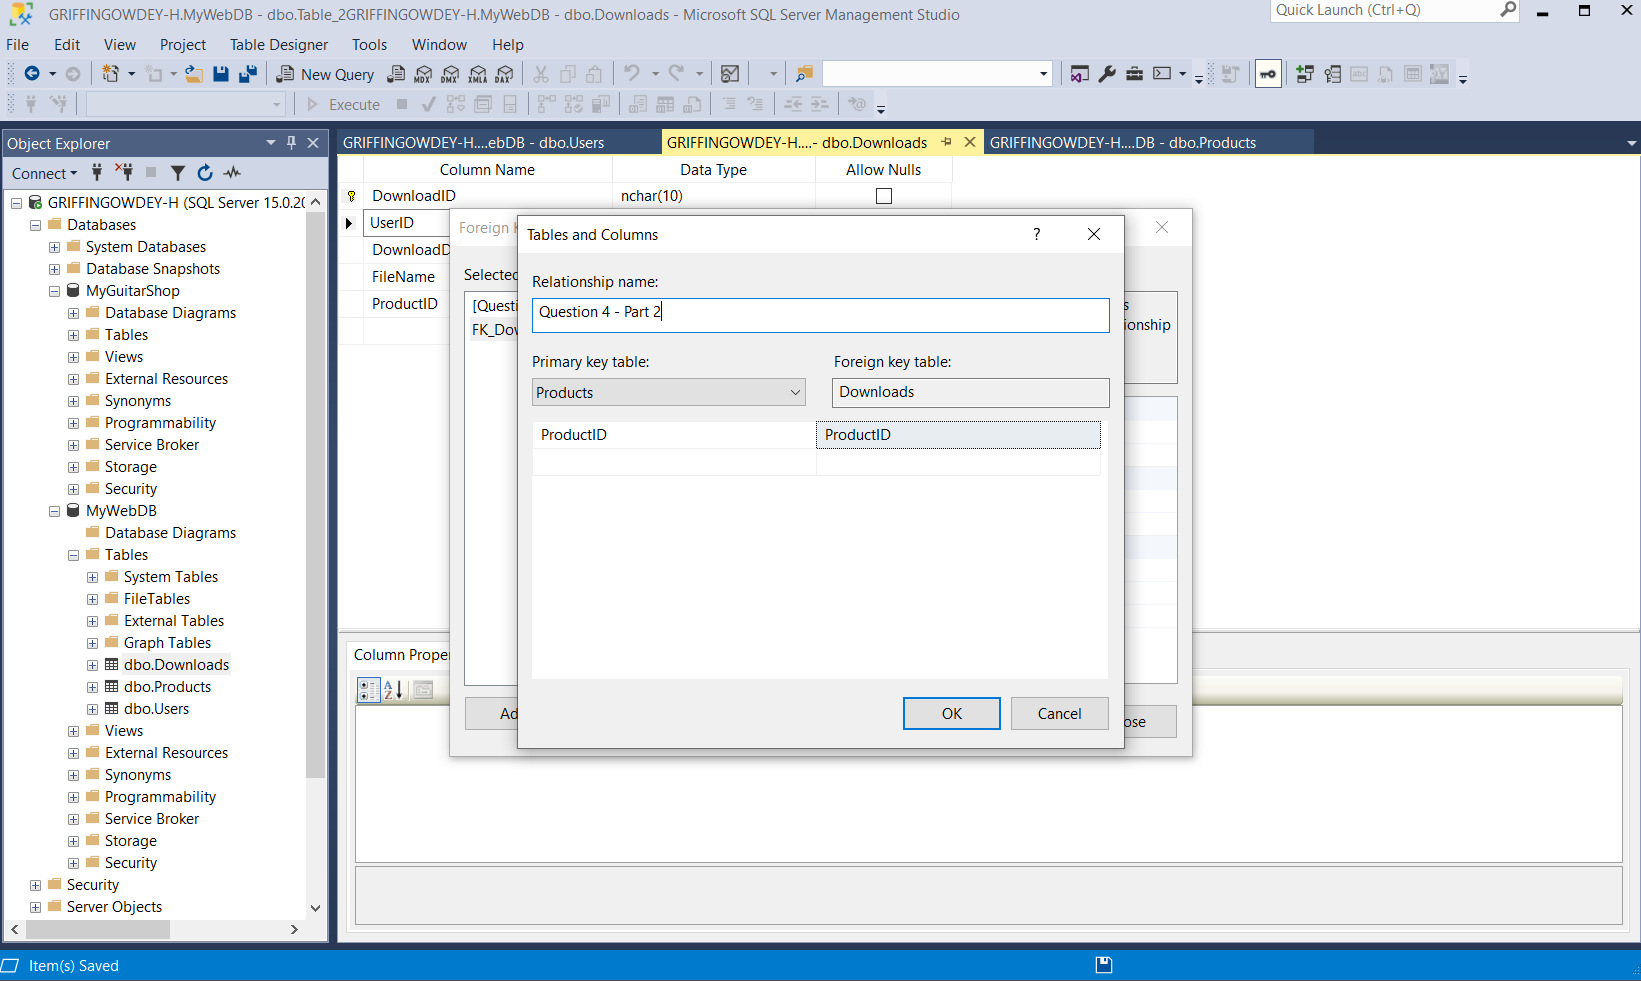 GRIFFINGOWDEY-H.MyWebDB - dbo.Table_2GRIFFINGOWDEY-H.MyWebDB - dbo.Downloads - Microsoft SQL Server Management Studio
Quick Launch (Ctrl+Q)
File Edit View Project Table Designer Tools Window Help
New Query MDX DMX XMLA DAX
Execute
Object Explorer
GRIFFINGOWDEY-H....ebDB - dbo.Users
GRIFFINGOWDEY-H....- dbo.Downloads
GRIFFINGOWDEY-H....DB - dbo.Products
Connect
GRIFFINGOWDEY-H (SQL Server 15.0.20
Databases
System Databases
Database Snapshots
MyGuitarShop
Database Diagrams
Tables
Views
External Resources
Synonyms
Programmability
Service Broker
Storage
Security
MyWebDB
Database Diagrams
Tables
System Tables
FileTables
External Tables
Graph Tables
dbo.Downloads
dbo.Products
dbo.Users
Views
External Resources
Synonyms
Programmability
Service Broker
Storage
Security
Security
Server Objects
Column Name Data Type Allow Nulls
DownloadID nchar(10)
UserID
DownloadD
FileName
ProductID
Foreign K
Selected
[Questi
FK_Dow
Ad
s
ionship
ose
Tables and Columns ?
Relationship name:
Question 4 - Part 2
Primary key table: Foreign key table:
Products Downloads
ProductID ProductID
OK Cancel
Column Proper
A Z
Item(s) Saved